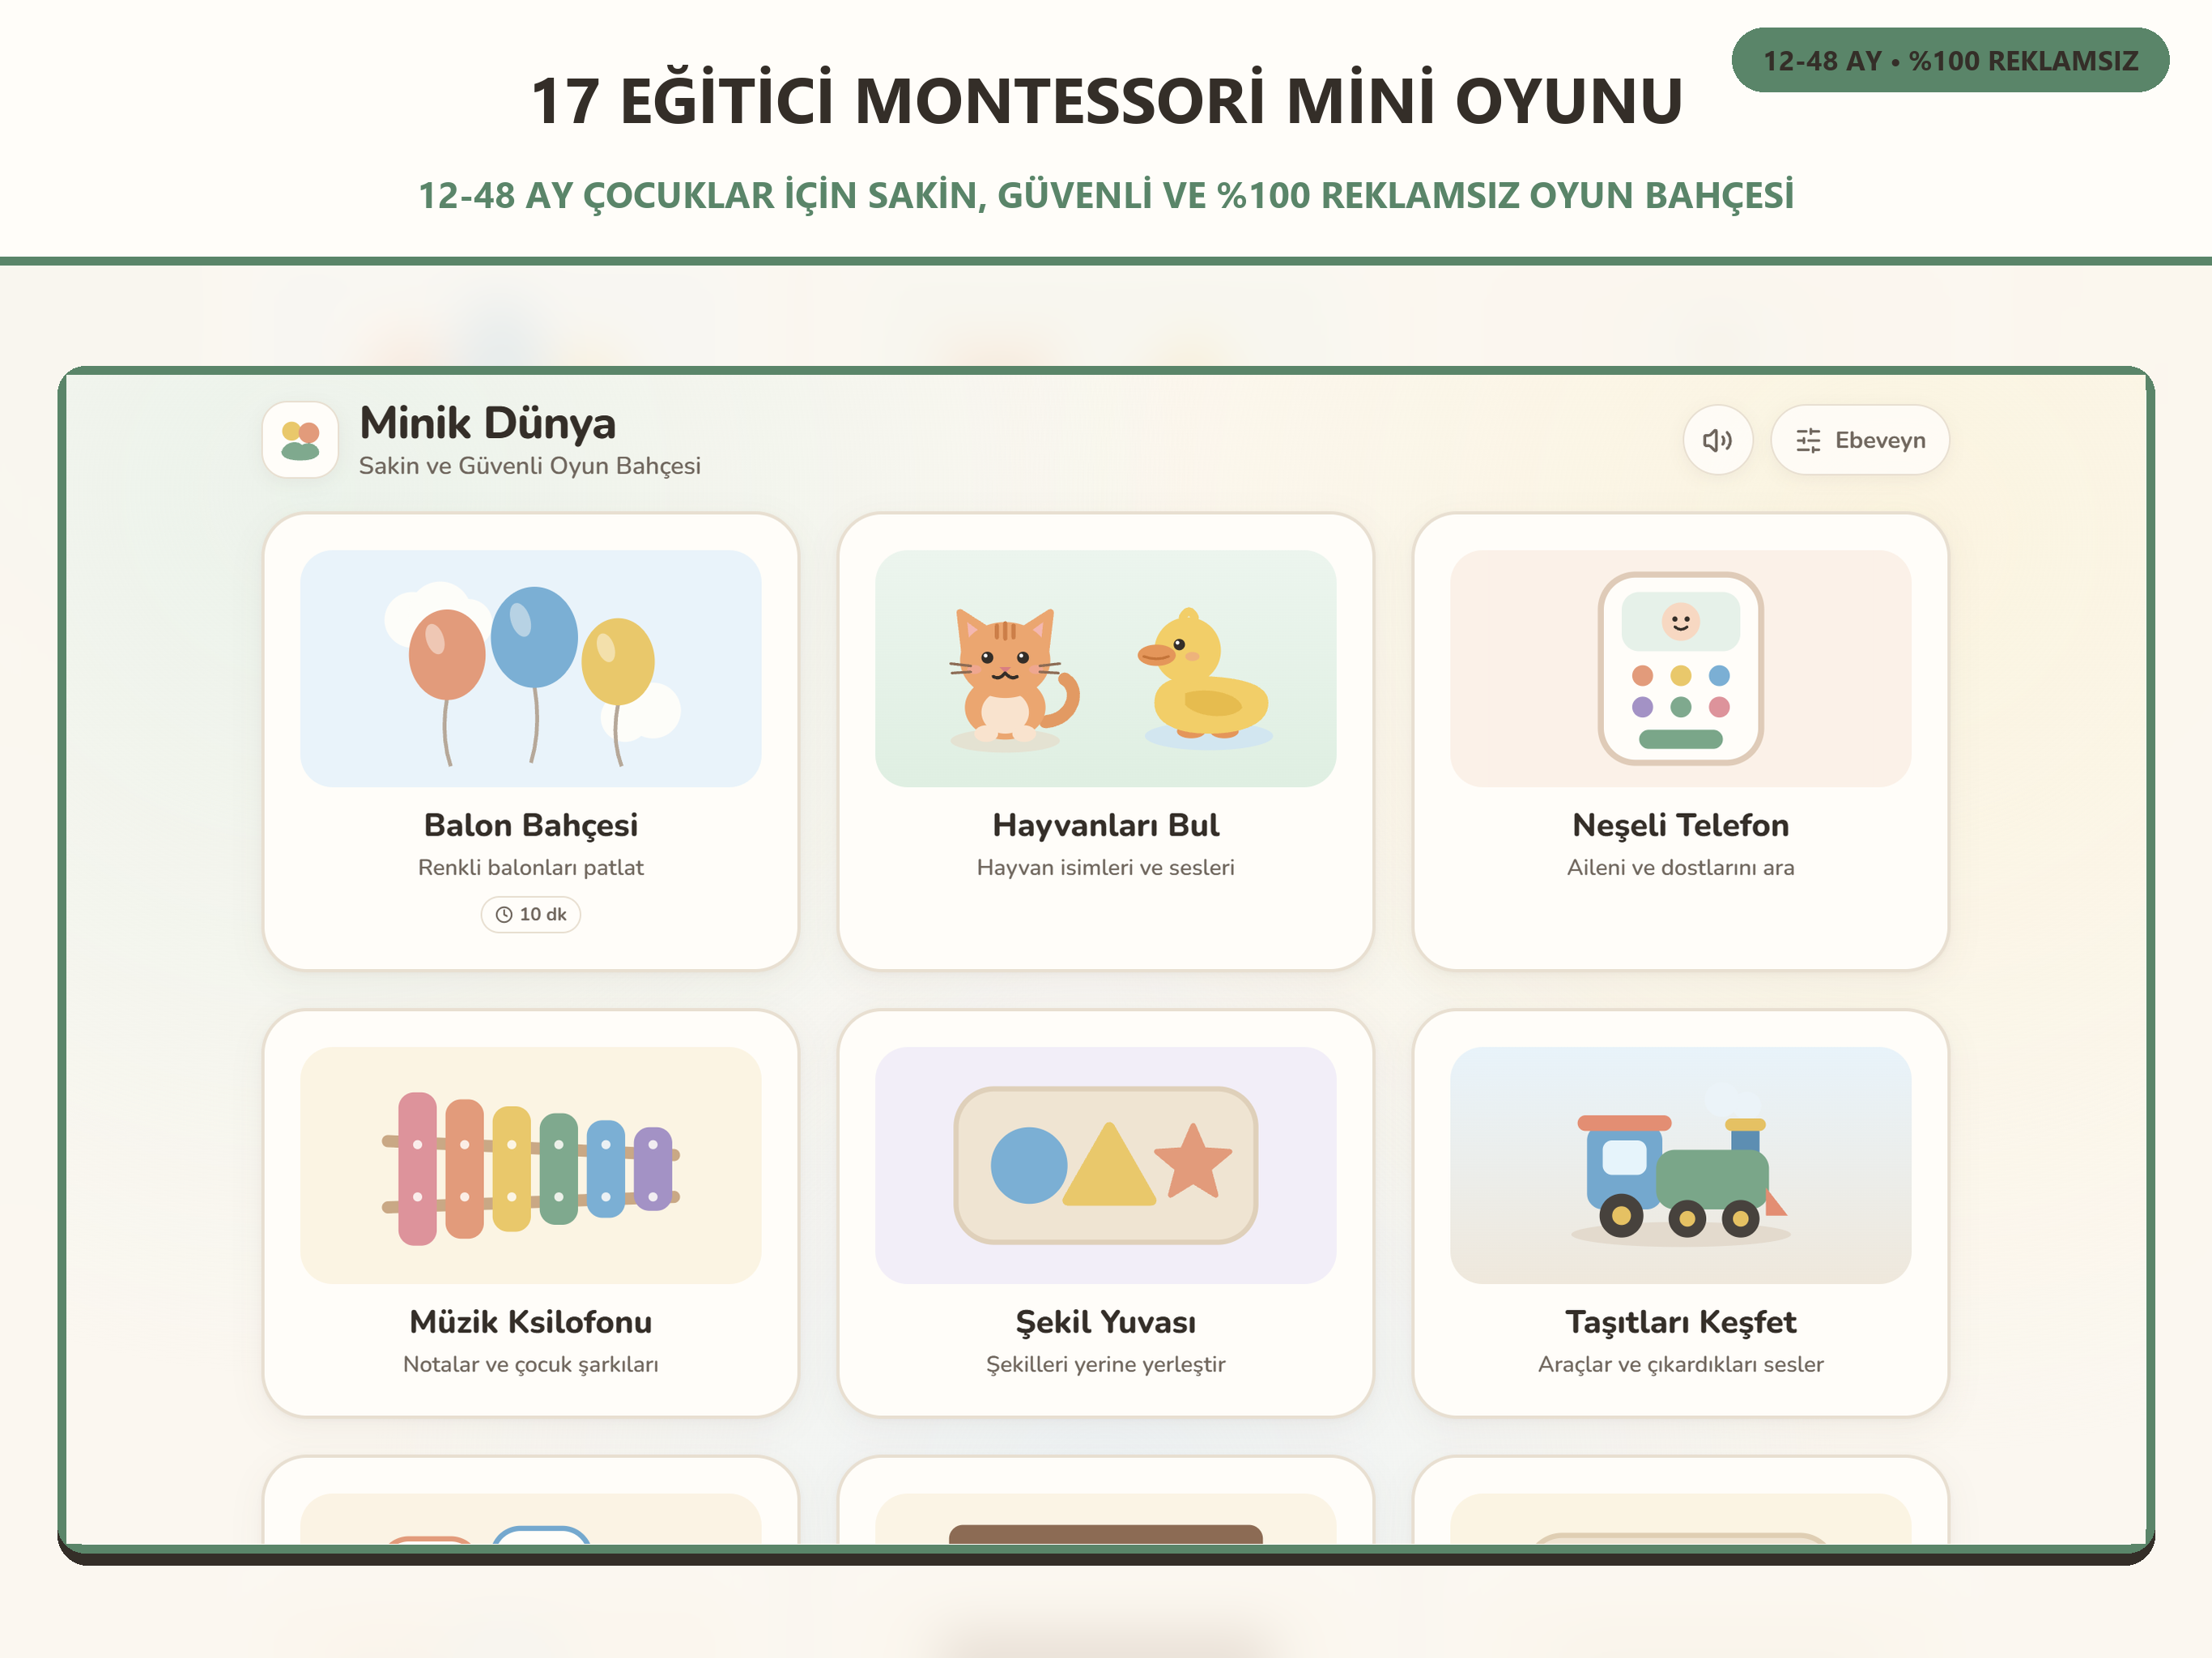 12-48 AY • %100 REKLAMSIZ
17 EĞİTİCİ MONTESSORİ MİNİ OYUNU
12-48 AY ÇOCUKLAR İÇİN SAKİN, GÜVENLİ VE %100 REKLAMSIZ OYUN BAHÇESİ
Minik Dünya
Sakin ve Güvenli Oyun Bahçesi
Ebeveyn
Balon Bahçesi
Renkli balonları patlat
10 dk
Hayvanları Bul
Hayvan isimleri ve sesleri
Neşeli Telefon
Aileni ve dostlarını ara
Müzik Ksilofonu
Notalar ve çocuk şarkıları
Şekil Yuvası
Şekilleri yerine yerleştir
Taşıtları Keşfet
Araçlar ve çıkardıkları sesler